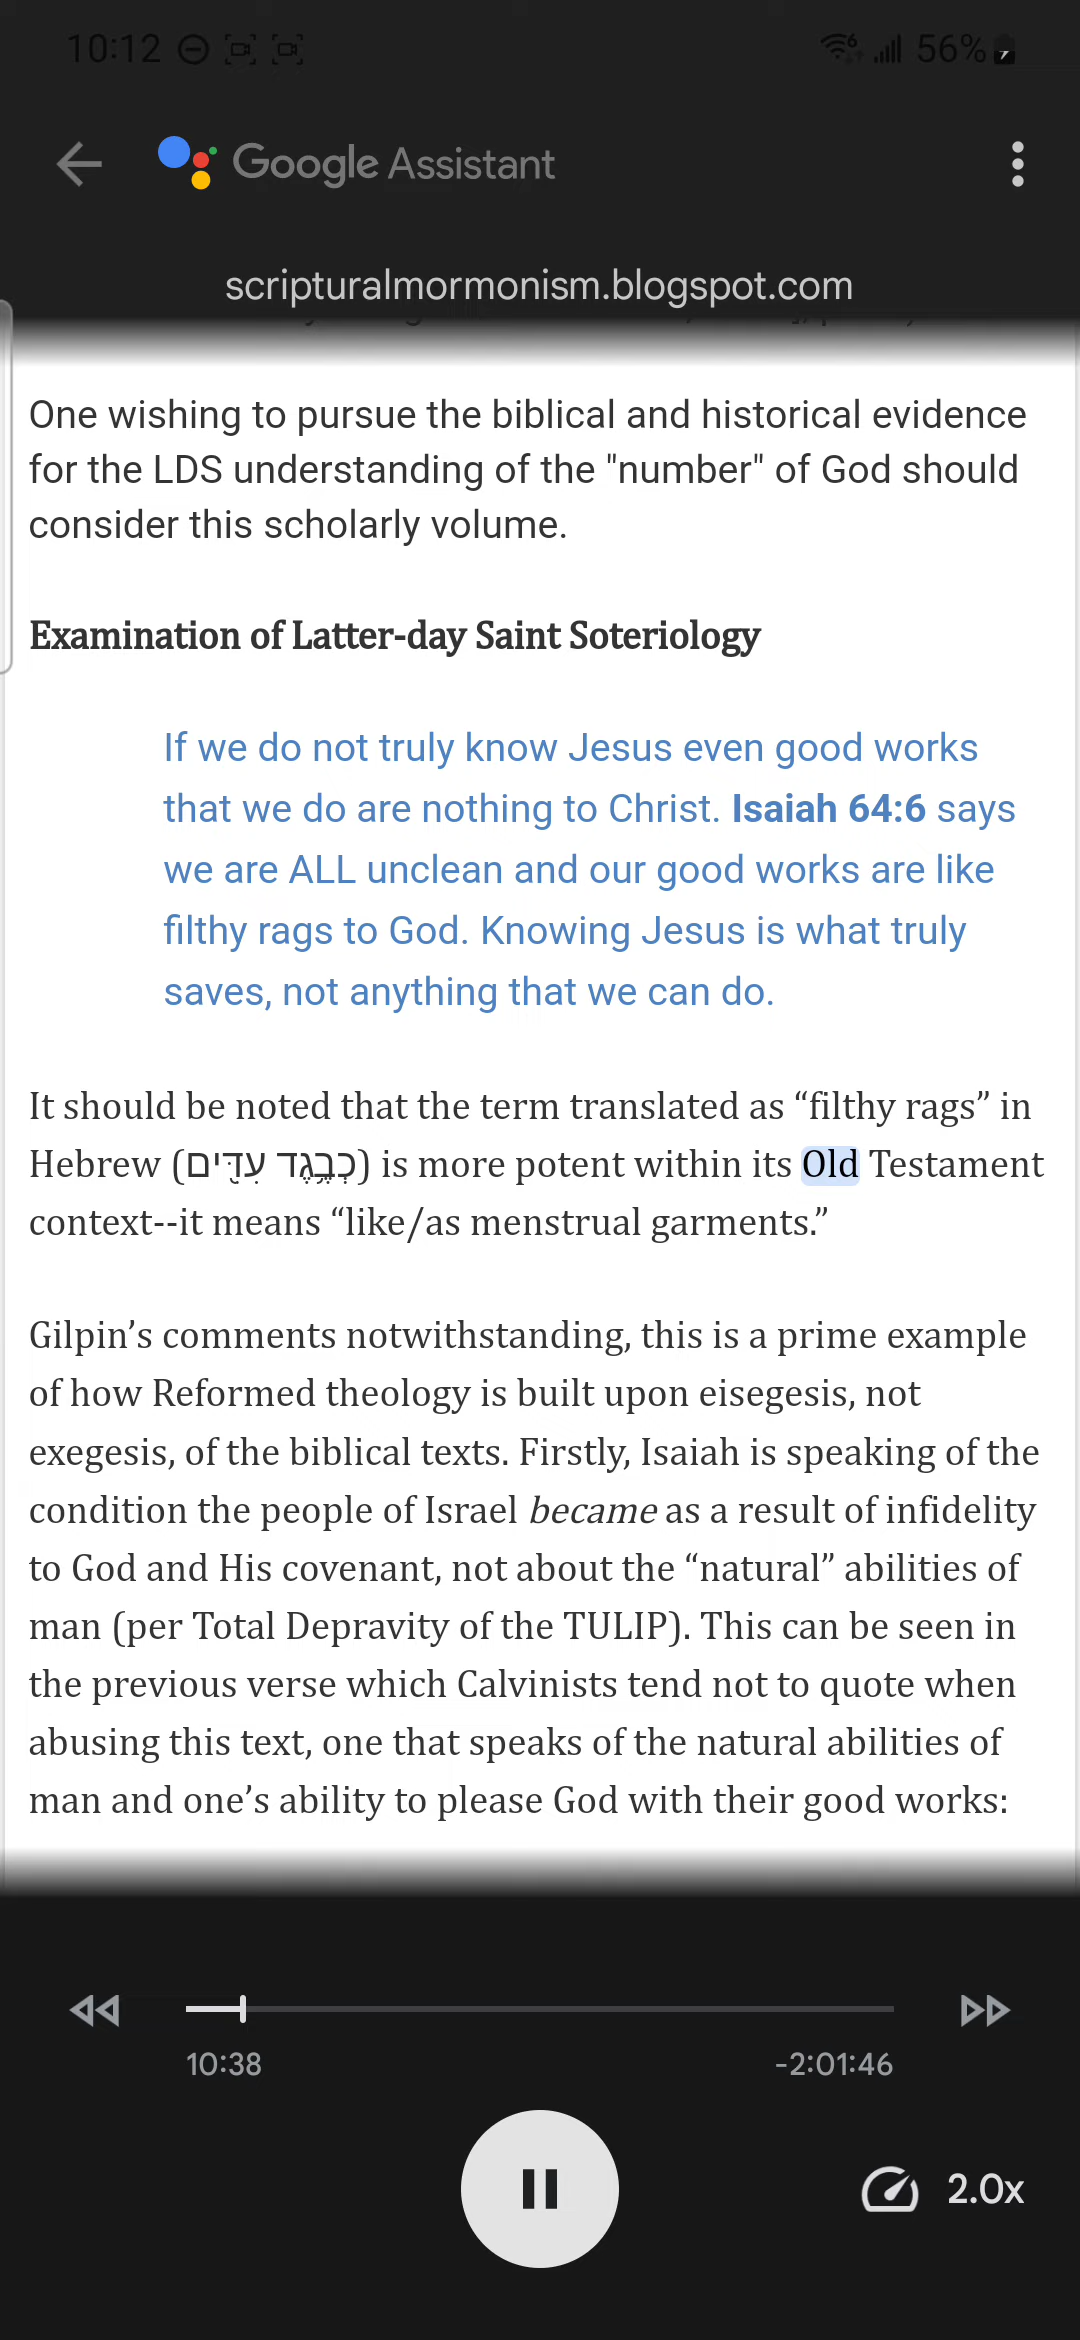 10:12
56%
Google Assistant
scripturalmormonism.blogspot.com
One wishing to pursue the biblical and historical evidence
for the LDS understanding of the "number" of God should
consider this scholarly volume.
Examination of Latter-day Saint Soteriology
If we do not truly know Jesus even good works
that we do are nothing to Christ. Isaiah 64:6 says
we are ALL unclean and our good works are like
filthy rags to God. Knowing Jesus is what truly
saves, not anything that we can do.
It should be noted that the term translated as “filthy rags” in
Hebrew (כְבֶ֥גֶד עִדִּ֖ים) is more potent within its Old Testament
context--it means “like/as menstrual garments.”
Gilpin’s comments notwithstanding, this is a prime example
of how Reformed theology is built upon eisegesis, not
exegesis, of the biblical texts. Firstly, Isaiah is speaking of the
condition the people of Israel became as a result of infidelity
to God and His covenant, not about the “natural” abilities of
man (per Total Depravity of the TULIP). This can be seen in
the previous verse which Calvinists tend not to quote when
abusing this text, one that speaks of the natural abilities of
man and one’s ability to please God with their good works:
10:38
-2:01:46
2.0x